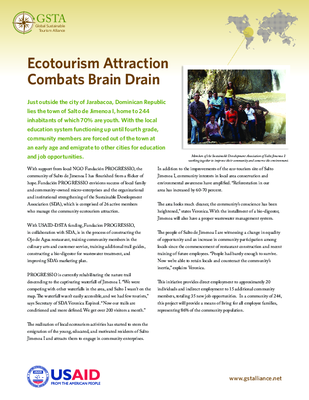 GSTA
Global Sustainable
Tourism Alliance
Ecotourism Attraction
Combats Brain Drain
Just outside the city of Jarabacoa, Dominican Republic
lies the town of Salto de Jimenoa I, home to 244
inhabitants of which 70% are youth. With the local
education system functioning up until fourth grade,
community members are forced out of the town at
an early age and emigrate to other cities for education
and job opportunities.
With support from local NGO Fundación PROGRESSIO, the
community of Salto de Jimenoa I has flourished from a flicker of
hope. Fundación PROGRESSIO envisions success of local family
and community-owned micro-enterprises and the organizational
and institutional strengthening of the Sustainable Development
Association (SDA), which is comprised of 26 active members
who manage the community ecotourism attraction.
With USAID-DSTA funding, Fundación PROGRESSIO,
in collaboration with SDA, is in the process of constructing the
Ojo de Agua restaurant, training community members in the
culinary arts and customer service, training additional trail guides,
constructing a bio-digester for wastewater treatment, and
improving SDA's marketing plan.
PROGRESSIO is currently rehabilitating the nature trail
descending to the captivating waterfall of Jimenoa I. "We were
competing with other waterfalls in the area, and Salto I wasn't on the
map. The waterfall wasn't easily accessible, and we had few tourists,"
says Secretary of SDA Veronica Espinal. "Now our trails are
conditioned and more defined. We get over 200 visitors a month."
The realization of local ecotourism activities has started to enter the
emigration of the young, educated, and motivated residents of Salto
Jimenoa I and attracts them to engage in community enterprises.
Members of the Sustainable Development Association of Salto Jimenoa I
working together to improve their community and conserve the environment.
In addition to the improvements of the eco-tourism site of Salto
Jimenoa I, community interests in local area conservation and
environmental awareness have amplified. "Reforestation in our
area has increased by 60-70 percent.
The area looks much cleaner; the community's conscience has been
heightened," states Veronica. With the installment of a bio-digester,
Jimenoa will also have a proper wastewater management system.
The people of Salto de Jimenoa I are witnessing a change in equality
of opportunity and an increase in community participation among
locals since the commencement of restaurant construction and recent
training of future employees. "People had barely enough to survive.
Now we're able to retain locals and counteract the community's
inertia," explains Veronica.
This initiative provides direct employment to approximately 20
individuals and indirect employment to 15 additional community
members, totaling 35 new job opportunities. In a community of 244,
this project will provide a means of living for all employee families,
representing 86% of the community population.
USAID
FROM THE AMERICAN PEOPLE
www.gstalliance.net